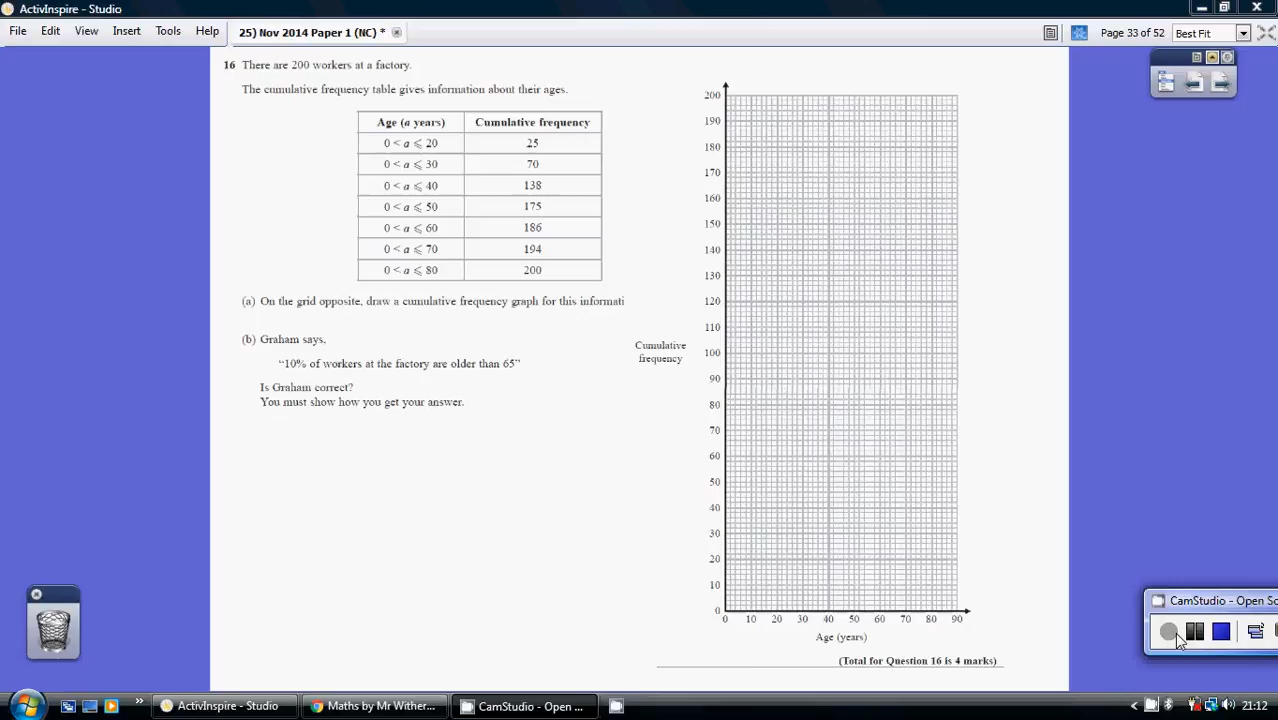 ActivInspire - Studio
File Edit View Insert Tools Help
25) Nov 2014 Paper 1 (NC) *
Page 33 of 52
Best Fit
16 There are 200 workers at a factory.
The cumulative frequency table gives information about their ages.
Age (a years) Cumulative frequency
0 < a ⩽ 20 25
0 < a ⩽ 30 70
0 < a ⩽ 40 138
0 < a ⩽ 50 175
0 < a ⩽ 60 186
0 < a ⩽ 70 194
0 < a ⩽ 80 200
(a) On the grid opposite, draw a cumulative frequency graph for this informati
(b) Graham says,
“10% of workers at the factory are older than 65”
Is Graham correct?
You must show how you get your answer.
200
190
180
170
160
150
140
130
120
110
100
90
80
70
60
50
40
30
20
10
0
Cumulative
frequency
0 10 20 30 40 50 60 70 80 90
Age (years)
(Total for Question 16 is 4 marks)
CamStudio - Open So
ActivInspire - Studio
Maths by Mr Wither...
CamStudio - Open ...
21:12